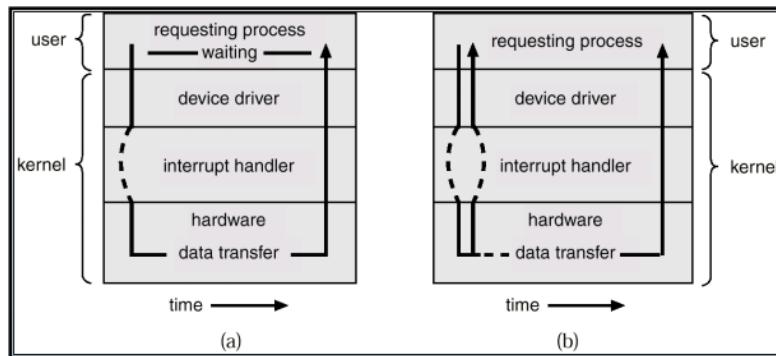 user
requesting process
waiting
device driver
kernel
interrupt handler
hardware
data transfer
time
(a)
requesting process
user
device driver
interrupt handler
kernel
hardware
data transfer
time
(b)